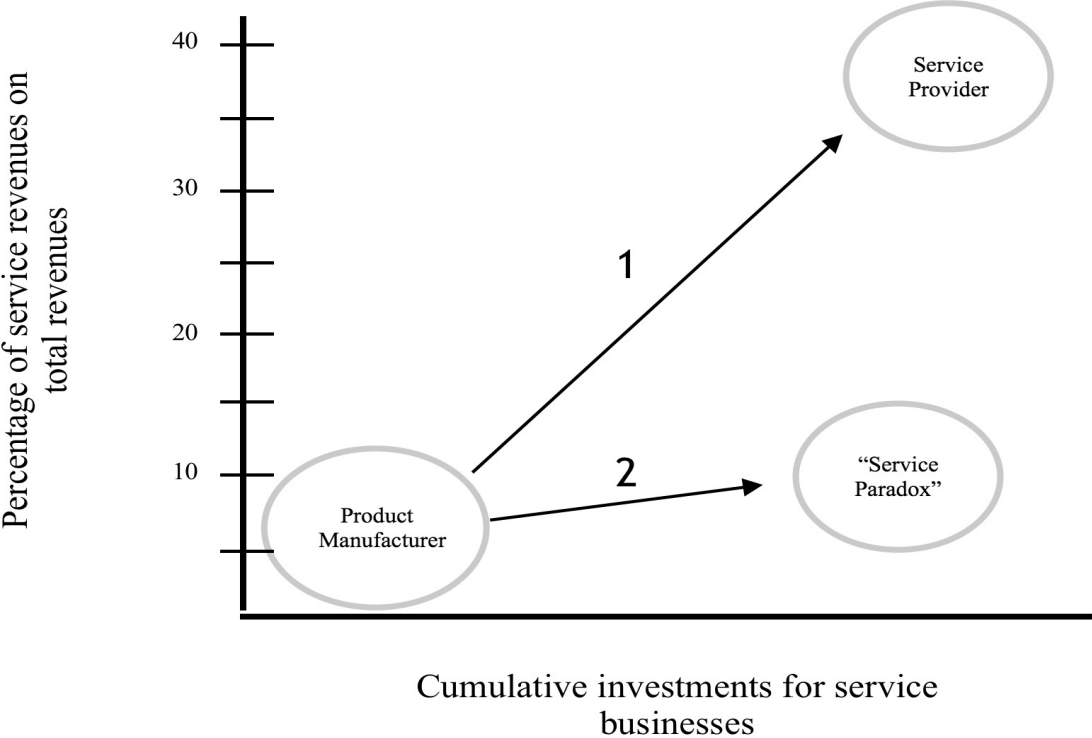 Percentage of service revenues on
total revenues
40
30
20
10
Service
Provider
1
2
“Service
Paradox”
Product
Manufacturer
Cumulative investments for service
businesses